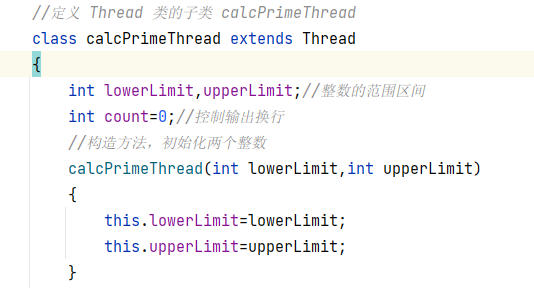 //定义 Thread 类的子类 calcPrimeThread
class calcPrimeThread extends Thread
{
int lowerLimit,upperLimit;//整数的范围区间
int count=0;//控制输出换行
//构造方法，初始化两个整数
calcPrimeThread(int lowerLimit,int upperLimit)
{
this.lowerLimit=lowerLimit;
this.upperLimit=upperLimit;
}